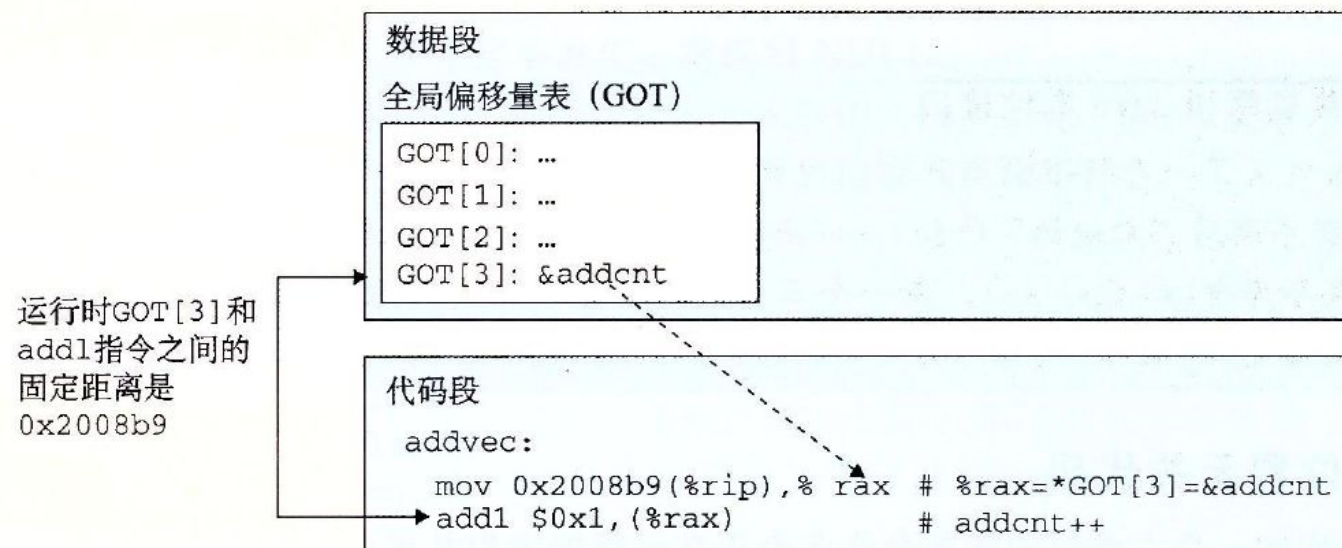 数据段
全局偏移量表（GOT）
GOT[0]: …
GOT[1]: …
GOT[2]: …
GOT[3]: &addcnt
运行时GOT[3]和
addl指令之间的
固定距离是
0x2008b9
代码段
addvec:
mov 0x2008b9(%rip),% rax # %rax=*GOT[3]=&addcnt
addl $0x1,(%rax) # addcnt++